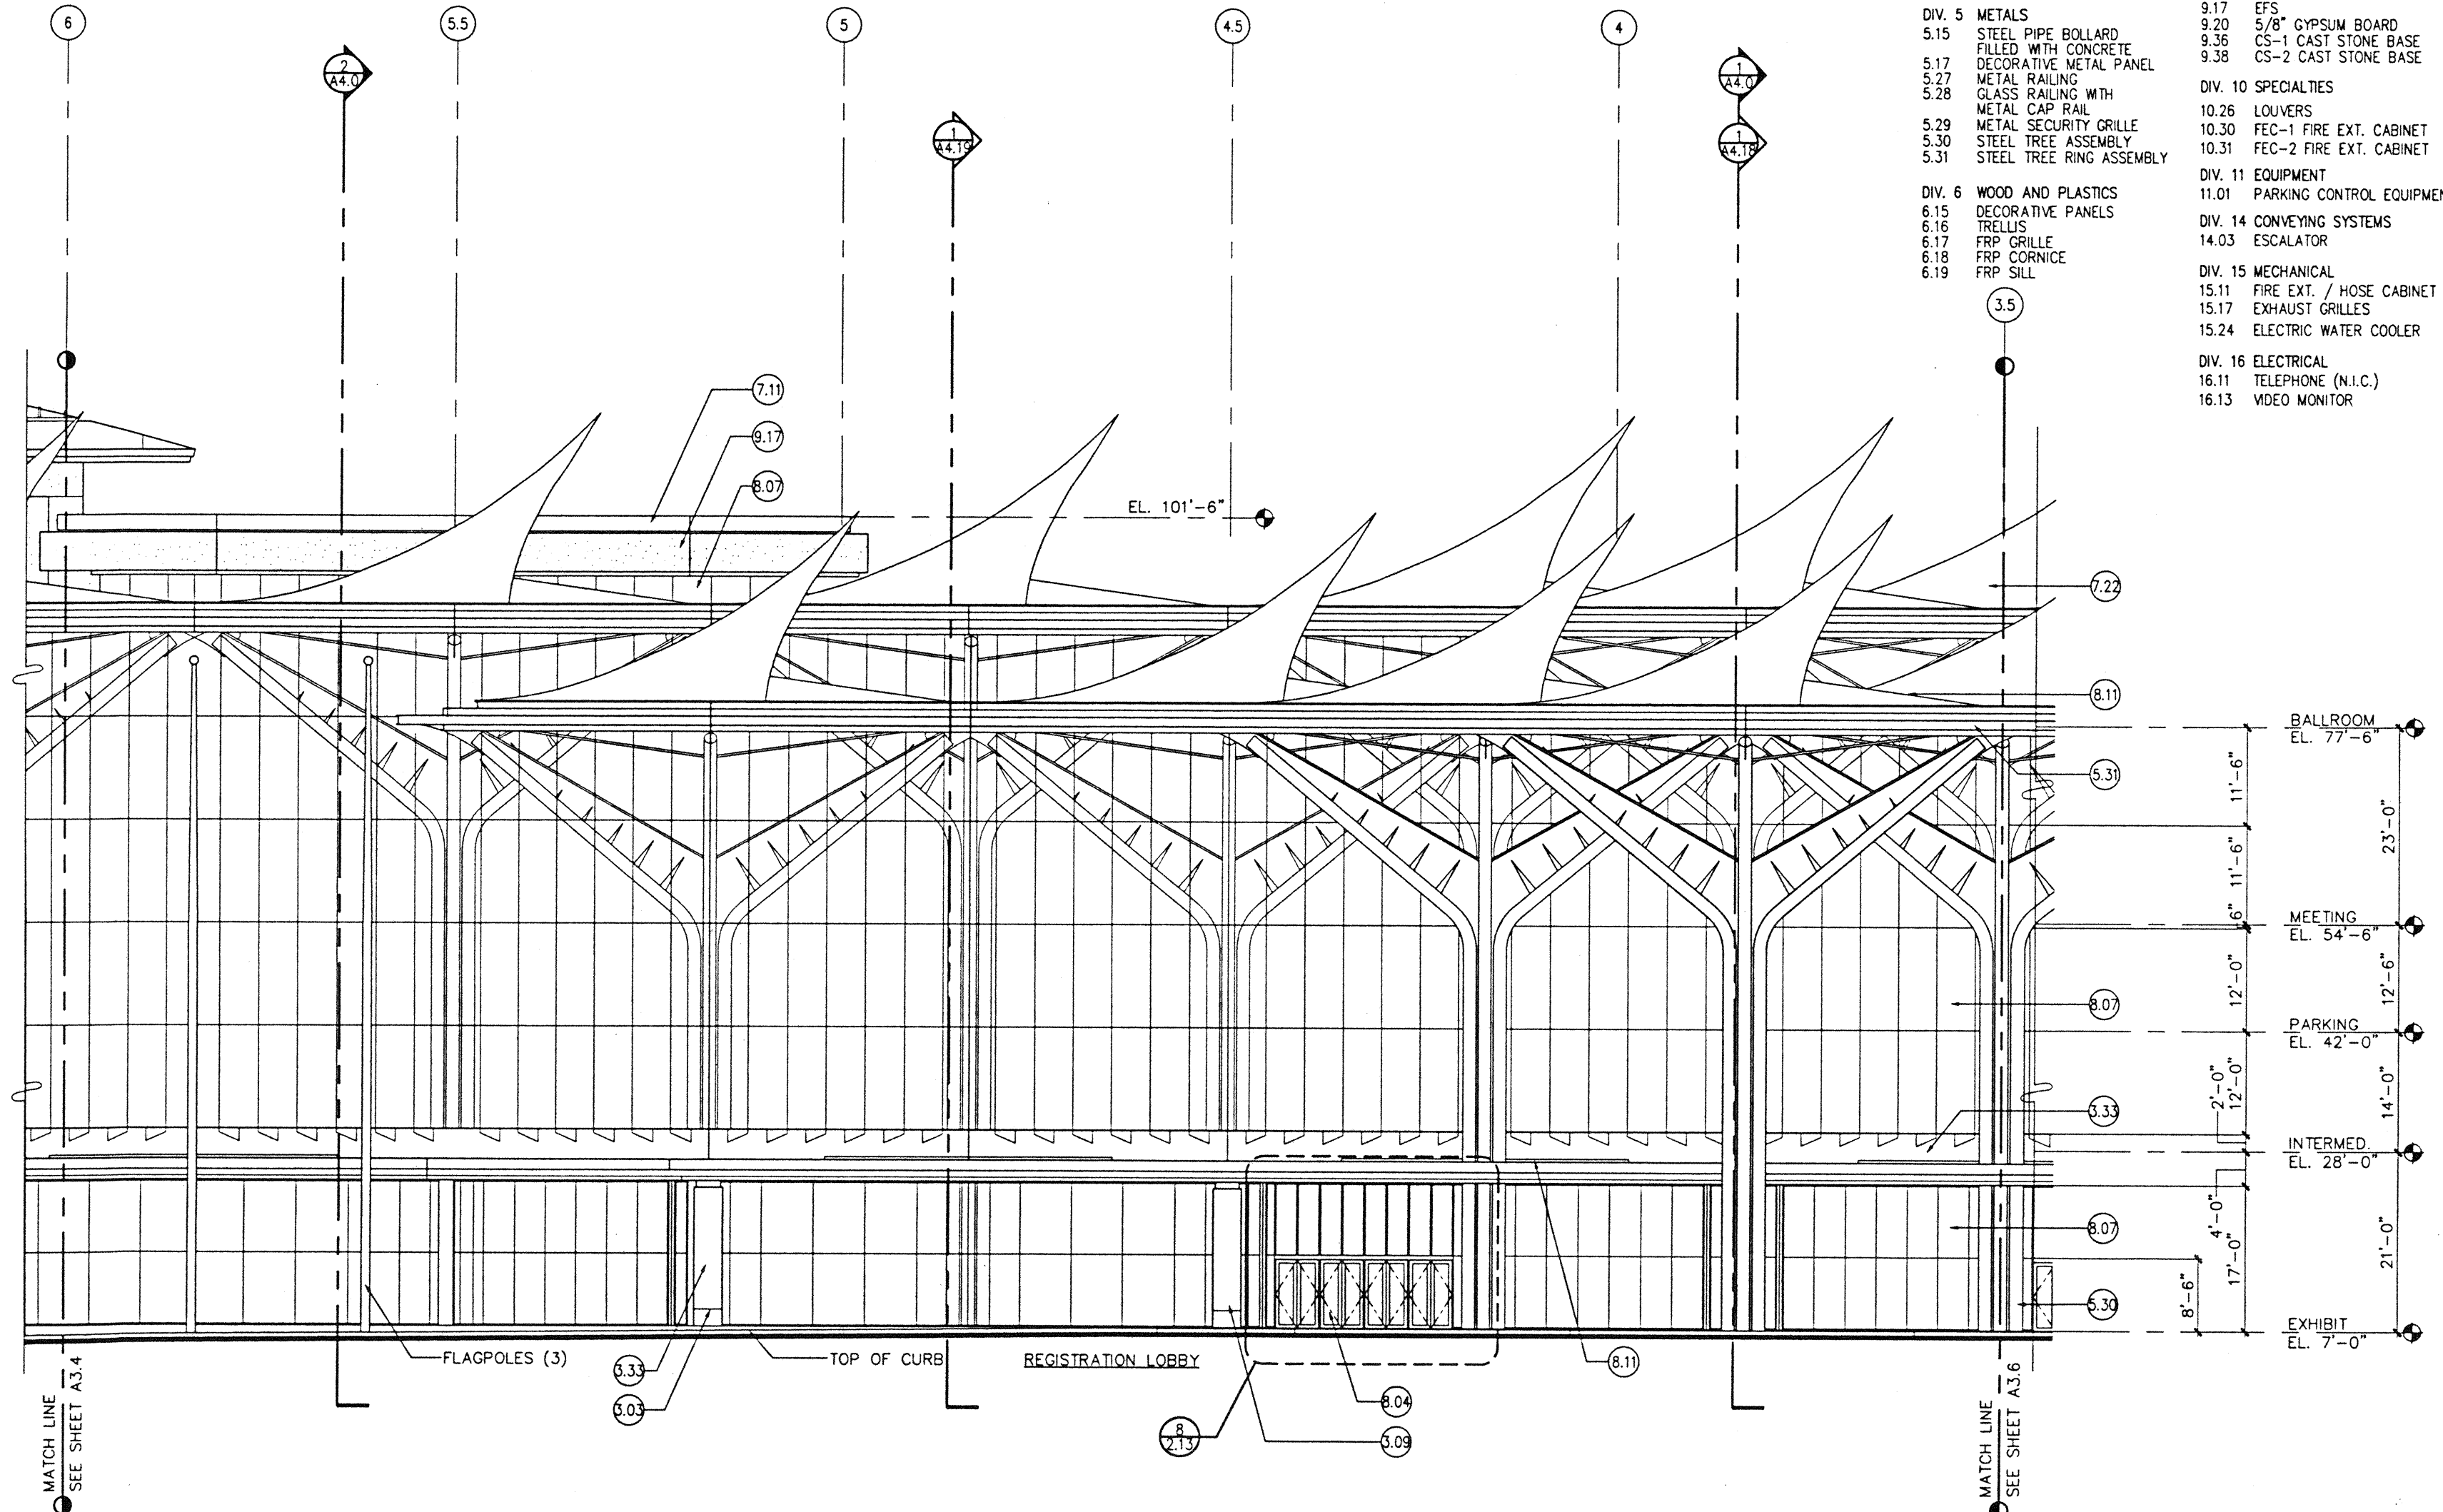 6
5.5
5
4.5
4
3.5
2
A4.0
1
A4.19
1
A4.0
1
A4.18
DIV. 5 METALS
5.15 STEEL PIPE BOLLARD
FILLED WITH CONCRETE
5.17 DECORATIVE METAL PANEL
5.27 METAL RAILING
5.28 GLASS RAILING WITH
METAL CAP RAIL
5.29 METAL SECURITY GRILLE
5.30 STEEL TREE ASSEMBLY
5.31 STEEL TREE RING ASSEMBLY
DIV. 6 WOOD AND PLASTICS
6.15 DECORATIVE PANELS
6.16 TRELLIS
6.17 FRP GRILLE
6.18 FRP CORNICE
6.19 FRP SILL
9.17 EFS
9.20 5/8" GYPSUM BOARD
9.36 CS-1 CAST STONE BASE
9.38 CS-2 CAST STONE BASE
DIV. 10 SPECIALTIES
10.26 LOUVERS
10.30 FEC-1 FIRE EXT. CABINET
10.31 FEC-2 FIRE EXT. CABINET
DIV. 11 EQUIPMENT
11.01 PARKING CONTROL EQUIPMEN
DIV. 14 CONVEYING SYSTEMS
14.03 ESCALATOR
DIV. 15 MECHANICAL
15.11 FIRE EXT. / HOSE CABINET
15.17 EXHAUST GRILLES
15.24 ELECTRIC WATER COOLER
DIV. 16 ELECTRICAL
16.11 TELEPHONE (N.I.C.)
16.13 VIDEO MONITOR
7.11
9.17
8.07
EL. 101'-6"
7.22
8.11
BALLROOM
EL. 77'-6"
5.31
11'-6"
23'-0"
11'-6"
6"
MEETING
EL. 54'-6"
12'-0"
12'-6"
8.07
PARKING
EL. 42'-0"
2'-0"
12'-0"
14'-0"
3.33
INTERMED.
EL. 28'-0"
4'-0"
17'-0"
21'-0"
8.07
8'-6"
5.30
EXHIBIT
EL. 7'-0"
FLAGPOLES (3)
TOP OF CURB
REGISTRATION LOBBY
3.33
3.03
8.11
8.04
3.09
8
2.13
MATCH LINE
SEE SHEET A3.4
MATCH LINE
SEE SHEET A3.6